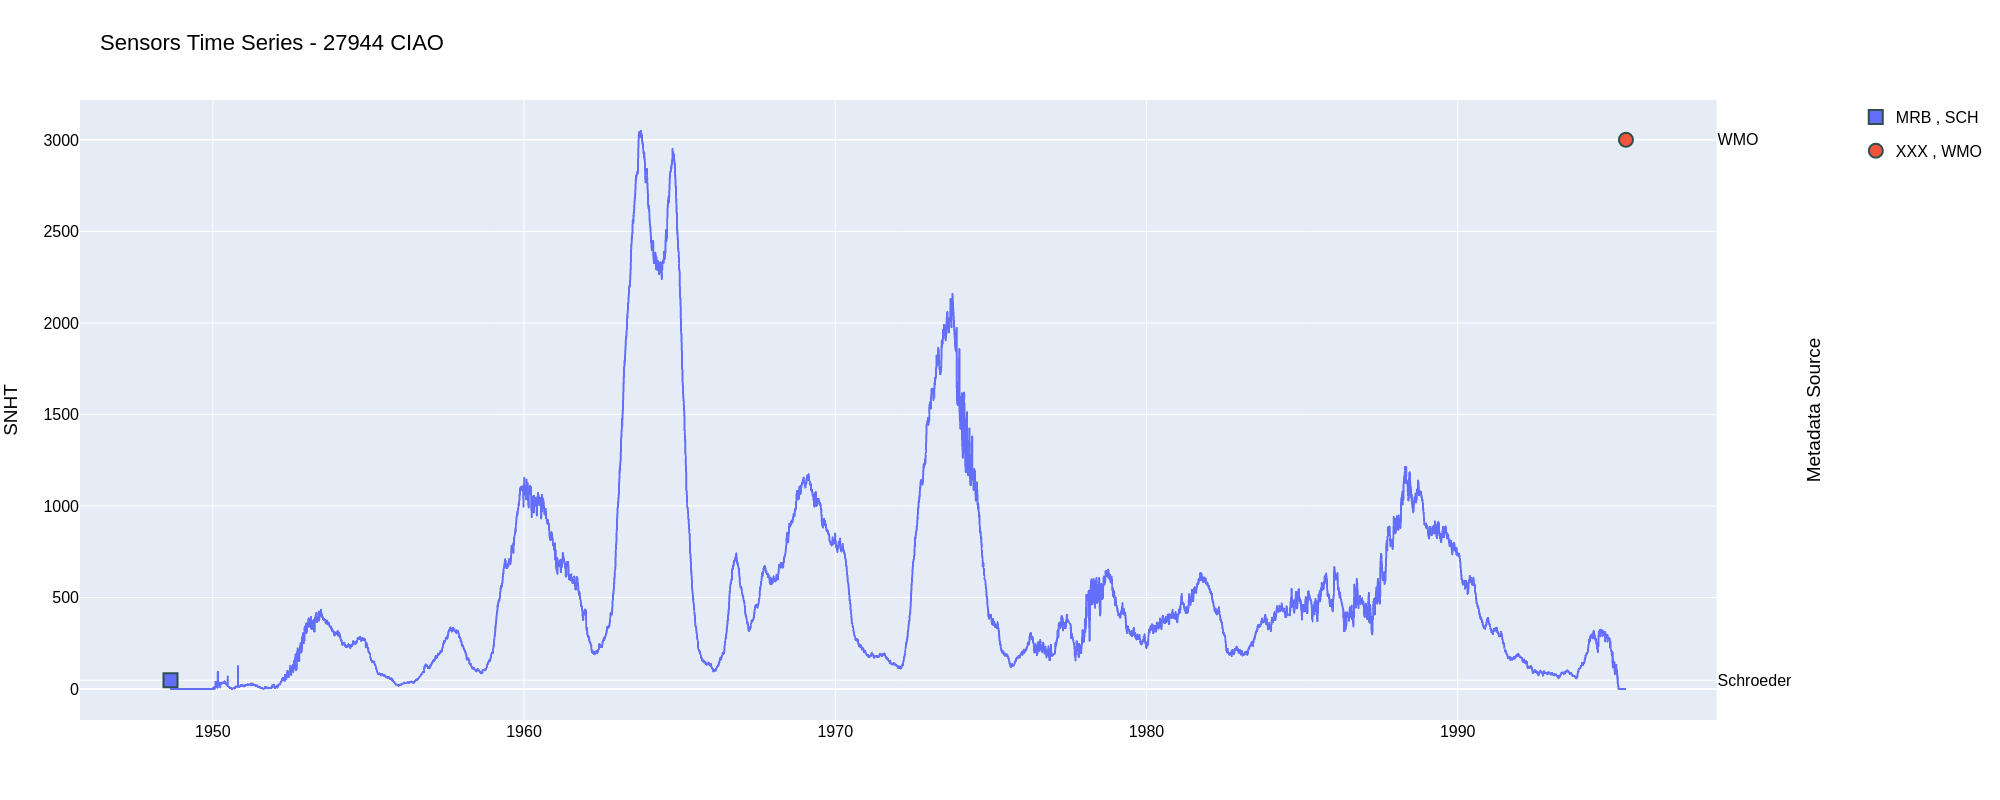 Sensors Time Series - 27944 CIAO
MRB , SCH
XXX , WMO
SNHT
3000
2500
2000
1500
1000
500
0
WMO
Schroeder
Metadata Source
1950
1960
1970
1980
1990